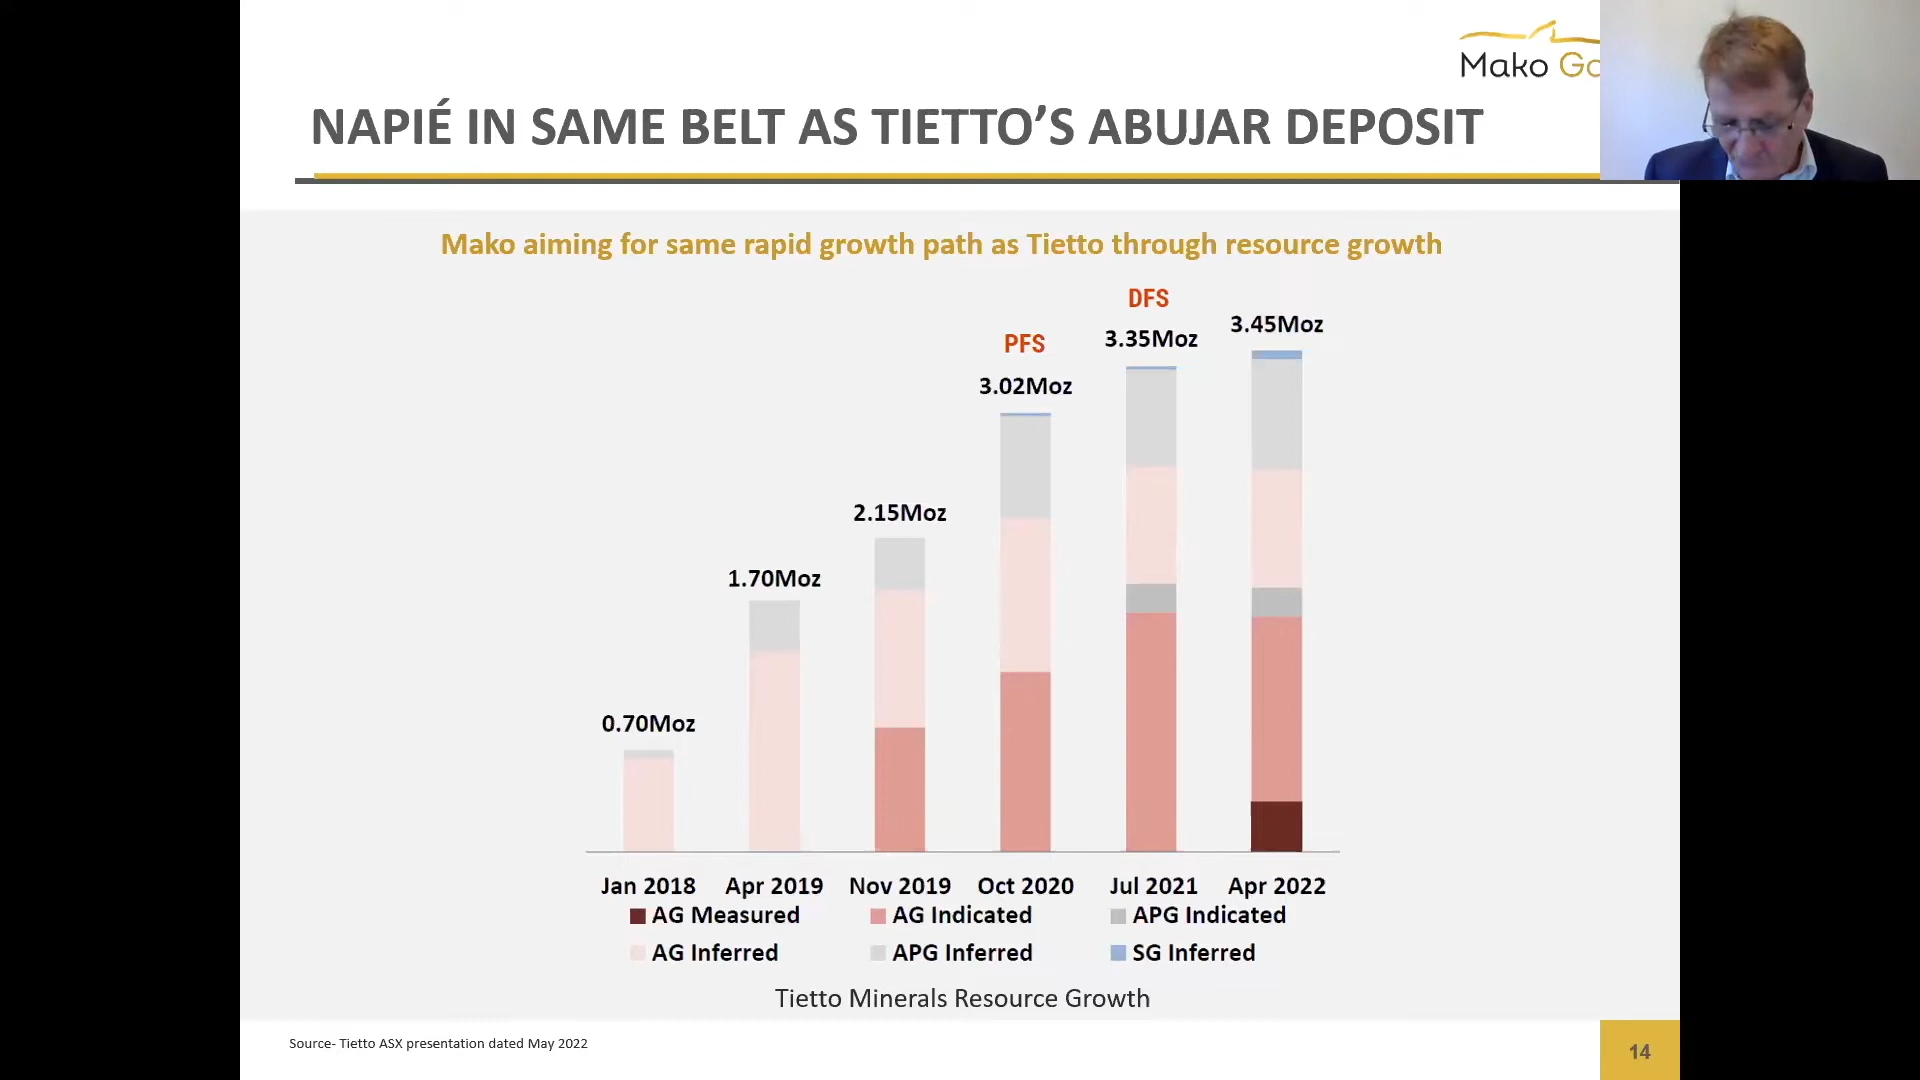 Mako Go
NAPIÉ IN SAME BELT AS TIETTO’S ABUJAR DEPOSIT
Mako aiming for same rapid growth path as Tietto through resource growth
DFS
3.45Moz
3.35Moz
PFS
3.02Moz
2.15Moz
1.70Moz
0.70Moz
Jan 2018 Apr 2019 Nov 2019 Oct 2020 Jul 2021 Apr 2022
AG Measured AG Indicated APG Indicated
AG Inferred APG Inferred SG Inferred
Tietto Minerals Resource Growth
Source- Tietto ASX presentation dated May 2022
14